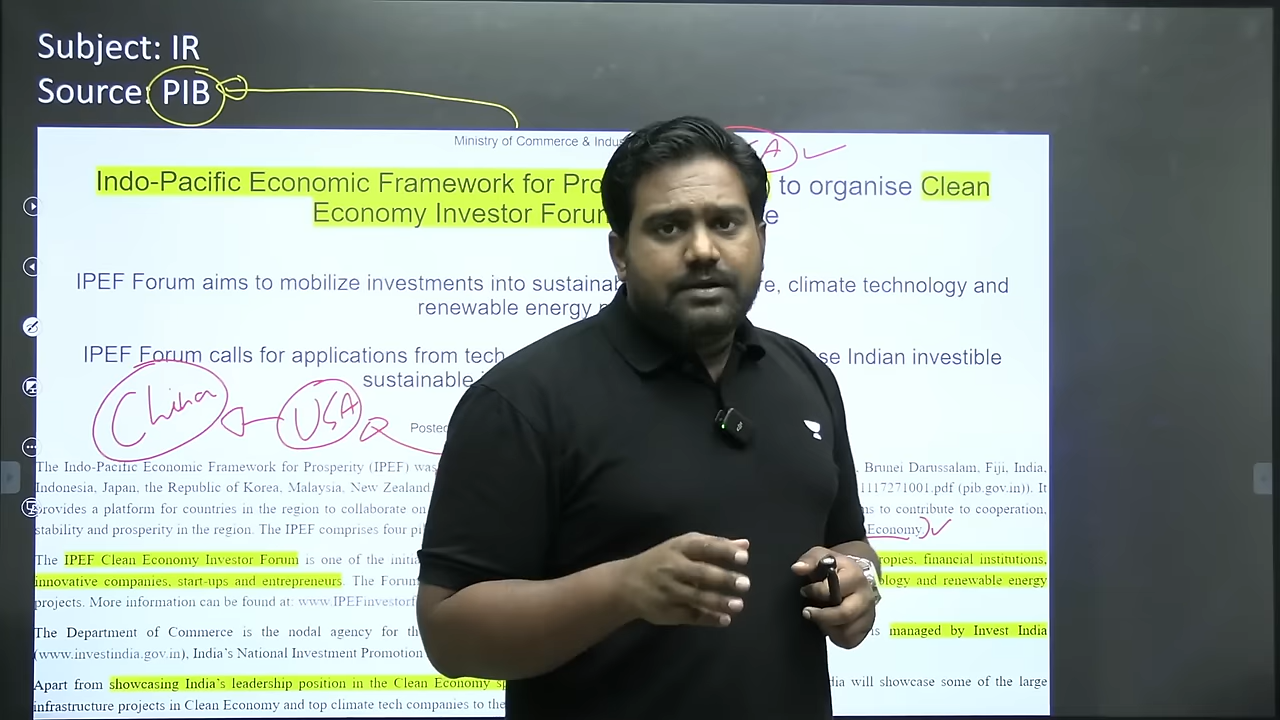 Subject: IR
Source: PIB
Ministry of Commerce & Indus
Indo-Pacific Economic Framework for Pro ) to organise Clean
Economy Investor Forum e
IPEF Forum aims to mobilize investments into sustainab re, climate technology and
renewable energy
IPEF Forum calls for applications from tech se Indian investible
sustainable
China USA Posted
The Indo-Pacific Economic Framework for Prosperity (IPEF) was , Brunei Darussalam, Fiji, India,
Indonesia, Japan, the Republic of Korea, Malaysia, New Zealand, 1117271001.pdf (pib.gov.in)). It
provides a platform for countries in the region to collaborate on ms to contribute to cooperation,
stability and prosperity in the region. The IPEF comprises four pi Economy.
The IPEF Clean Economy Investor Forum is one of the initia ropies, financial institutions,
innovative companies, start-ups and entrepreneurs. The Forum ology and renewable energy
projects. More information can be found at: www.IPEFinvestorf
The Department of Commerce is the nodal agency for th is managed by Invest India
(www.investindia.gov.in), India's National Investment Promotion
Apart from showcasing India's leadership position in the Clean Economy sp dia will showcase some of the large
infrastructure projects in Clean Economy and top climate tech companies to the